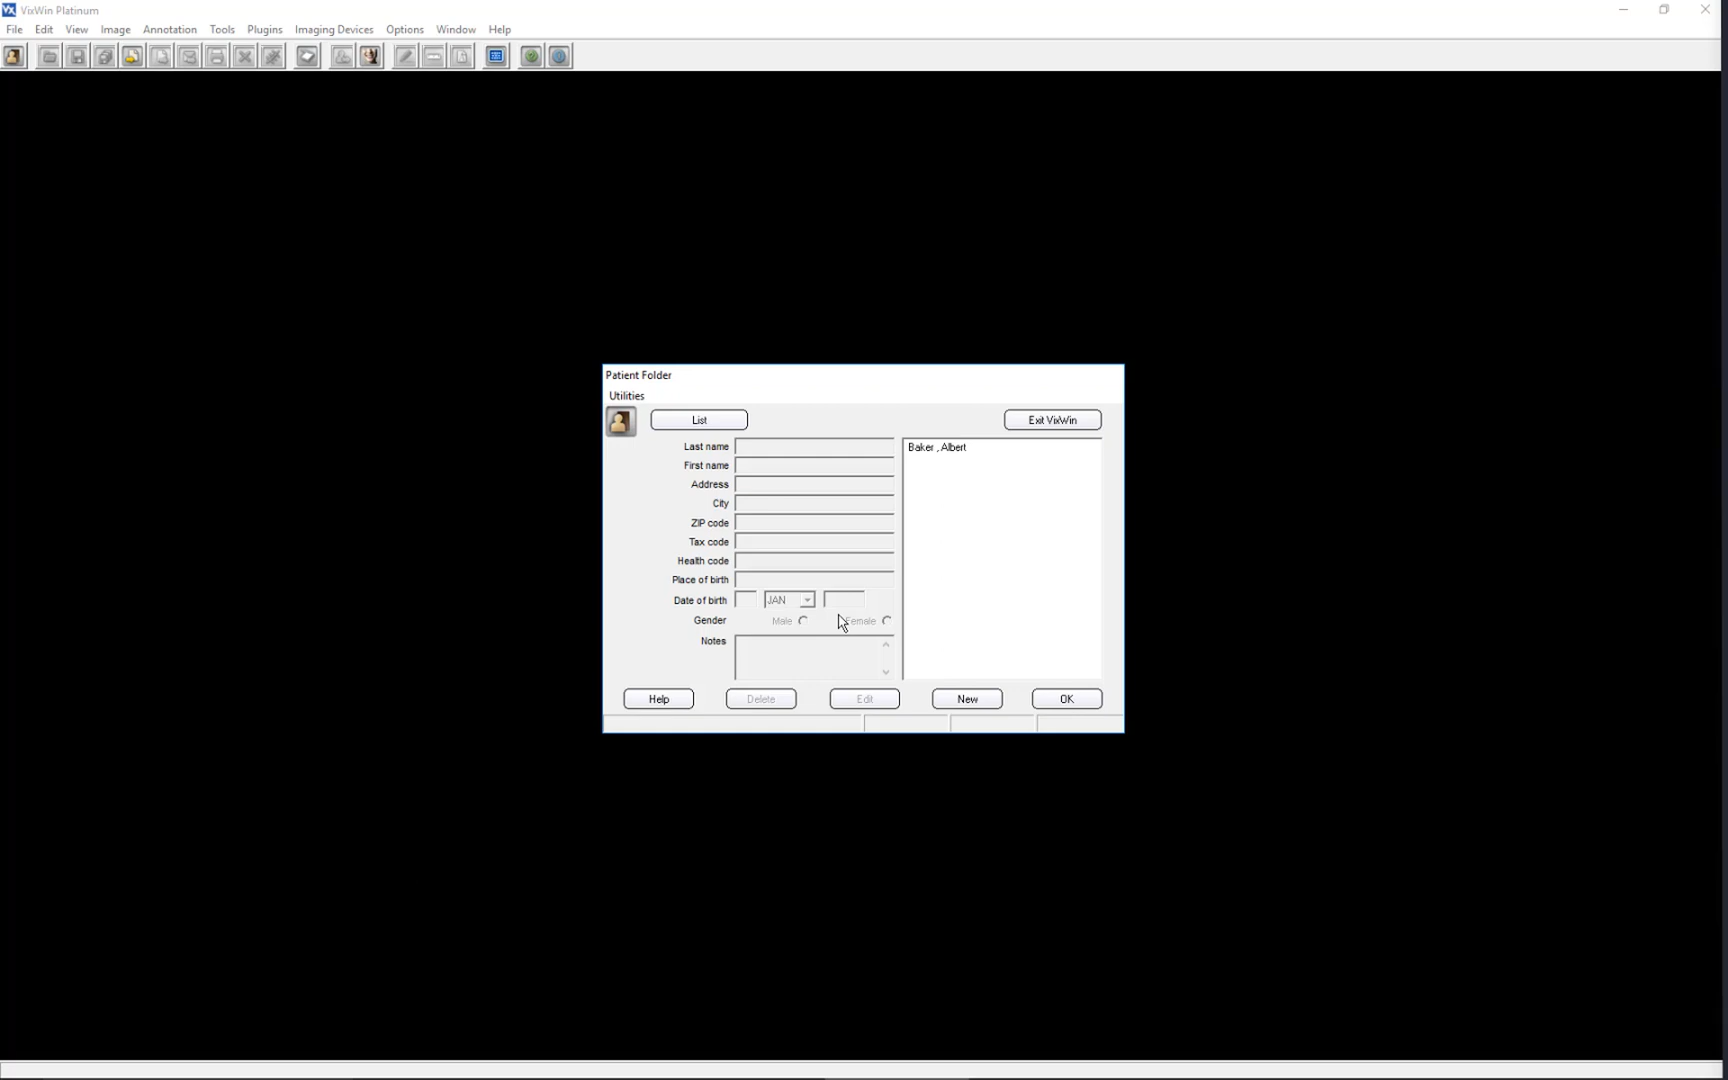 VixWin Platinum
File Edit View Image Annotation Tools Plugins Imaging Devices Options Window Help
Patient Folder
Utilities
List
Exit VixWin
Last name
Baker , Albert
First name
Address
City
ZIP code
Tax code
Health code
Place of birth
Date of birth JAN
Gender Male Female
Notes
Help Delete Edit New OK